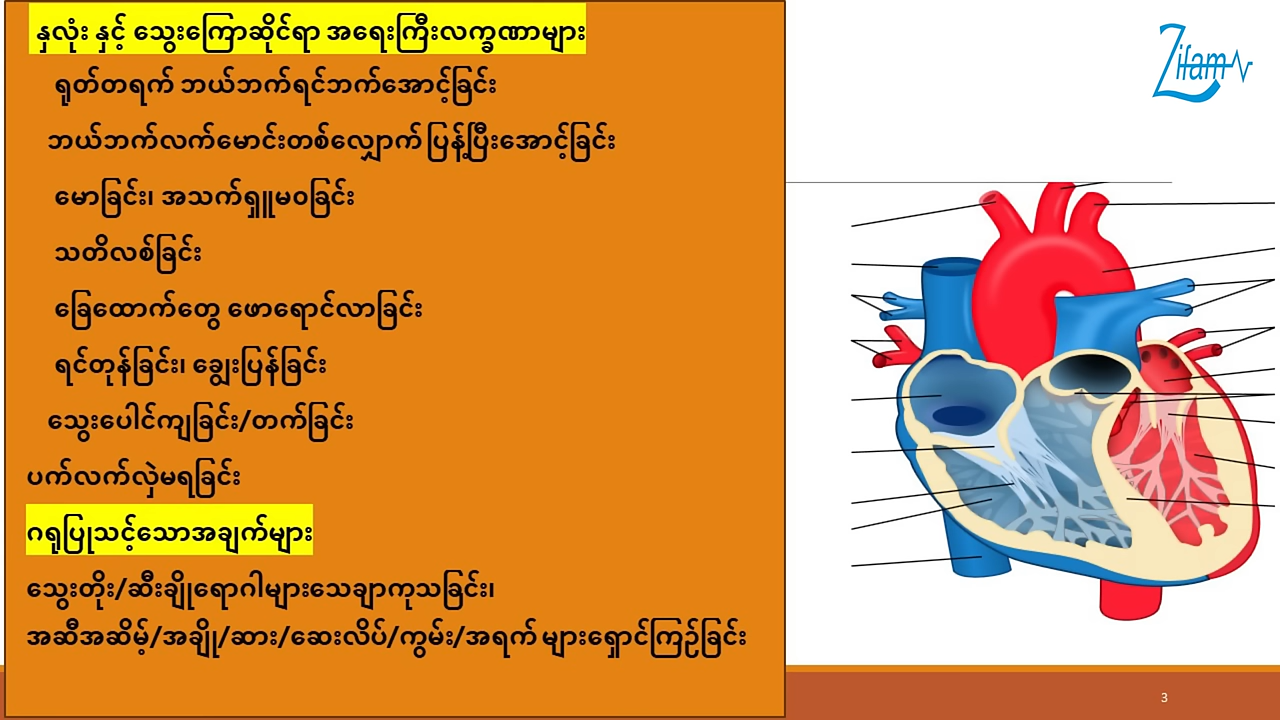 နှလုံး နှင့် သွေးကြောဆိုင်ရာ အရေးကြီးလက္ခဏာများ
ရုတ်တရက် ဘယ်ဘက်ရင်ဘက်အောင့်ခြင်း
ဘယ်ဘက်လက်မောင်းတစ်လျှောက် ပြန့်ပြီးအောင့်ခြင်း
မောခြင်း၊ အသက်ရှူမဝခြင်း
သတိလစ်ခြင်း
ခြေထောက်တွေ ဖောရောင်လာခြင်း
ရင်တုန်ခြင်း၊ ချွေးပြန်ခြင်း
သွေးပေါင်ကျခြင်း/တက်ခြင်း
ပက်လက်လှဲမရခြင်း
ဂရုပြုသင့်သောအချက်များ
သွေးတိုး/ဆီးချိုရောဂါများသေချာကုသခြင်း၊
အဆီအဆိမ့်/အချို/ဆား/ဆေးလိပ်/ကွမ်း/အရက် များရှောင်ကြဉ်ခြင်း
Zifam
3